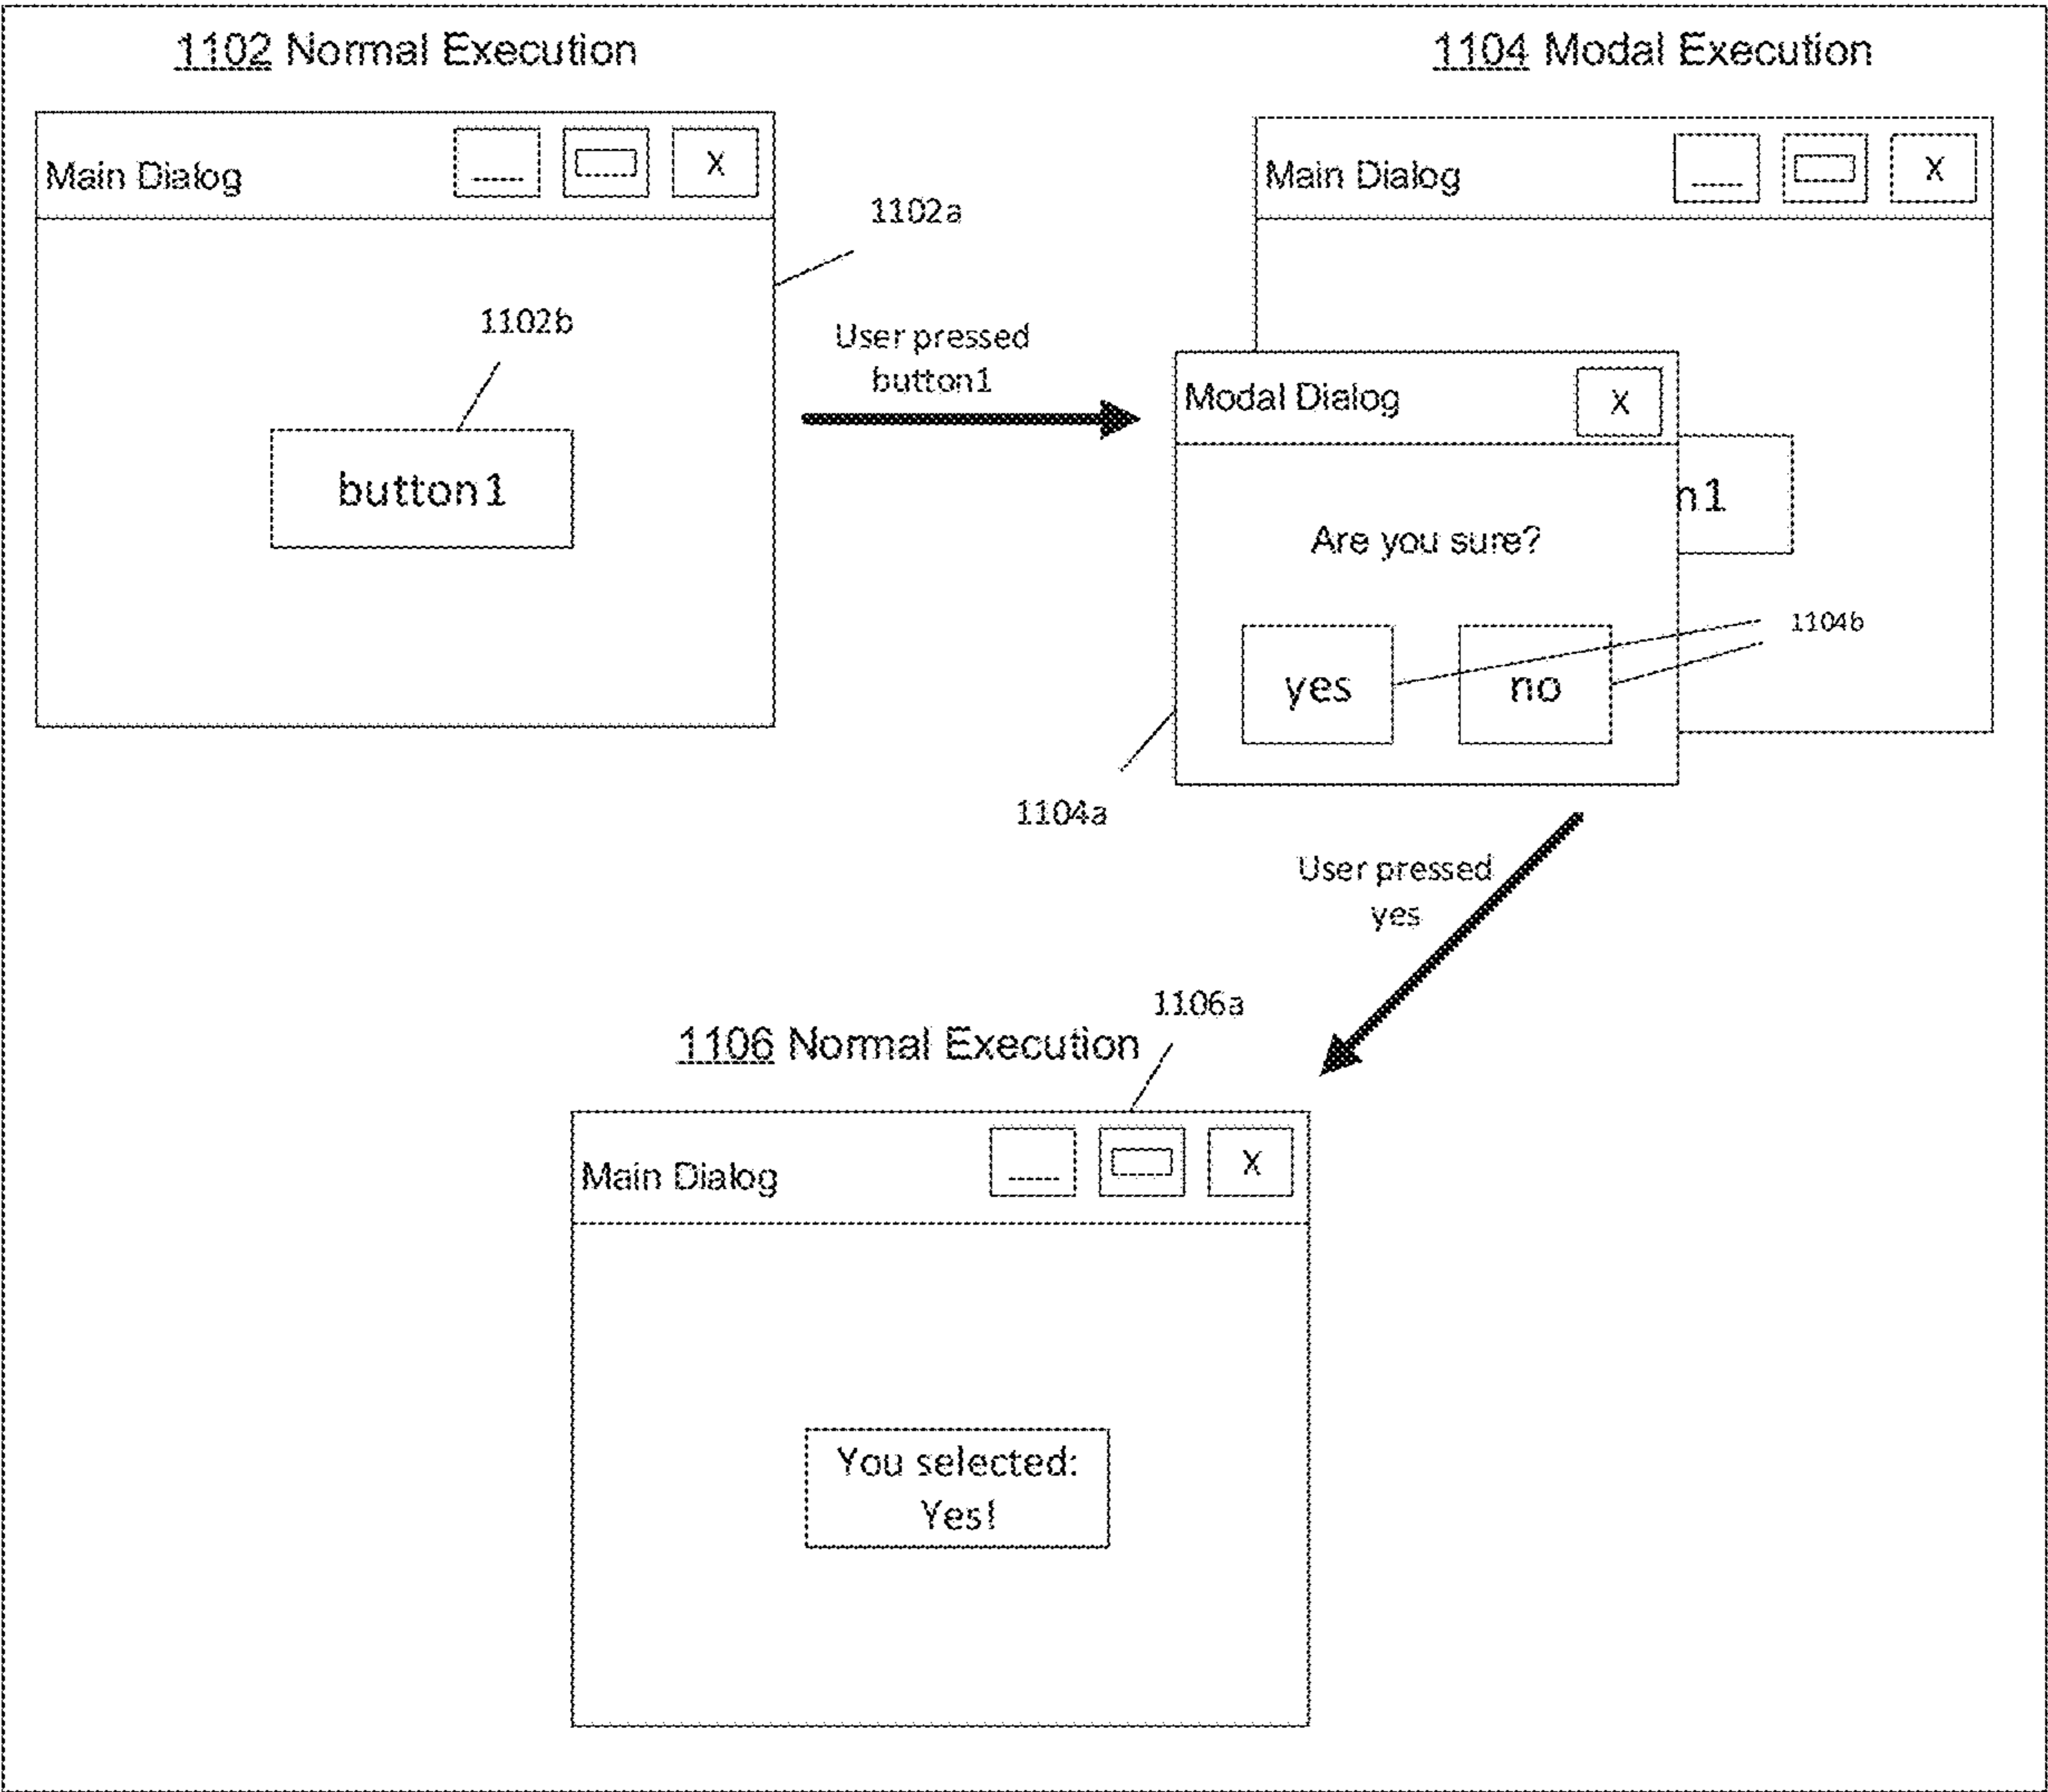 1102 Normal Execution
Main Dialog
X
1102a
1102b
button1
User pressed
button1
1104 Modal Execution
Main Dialog
X
Modal Dialog
X
n1
Are you sure?
1104b
yes
no
1104a
User pressed
yes
1106a
1106 Normal Execution
Main Dialog
X
You selected:
Yes!